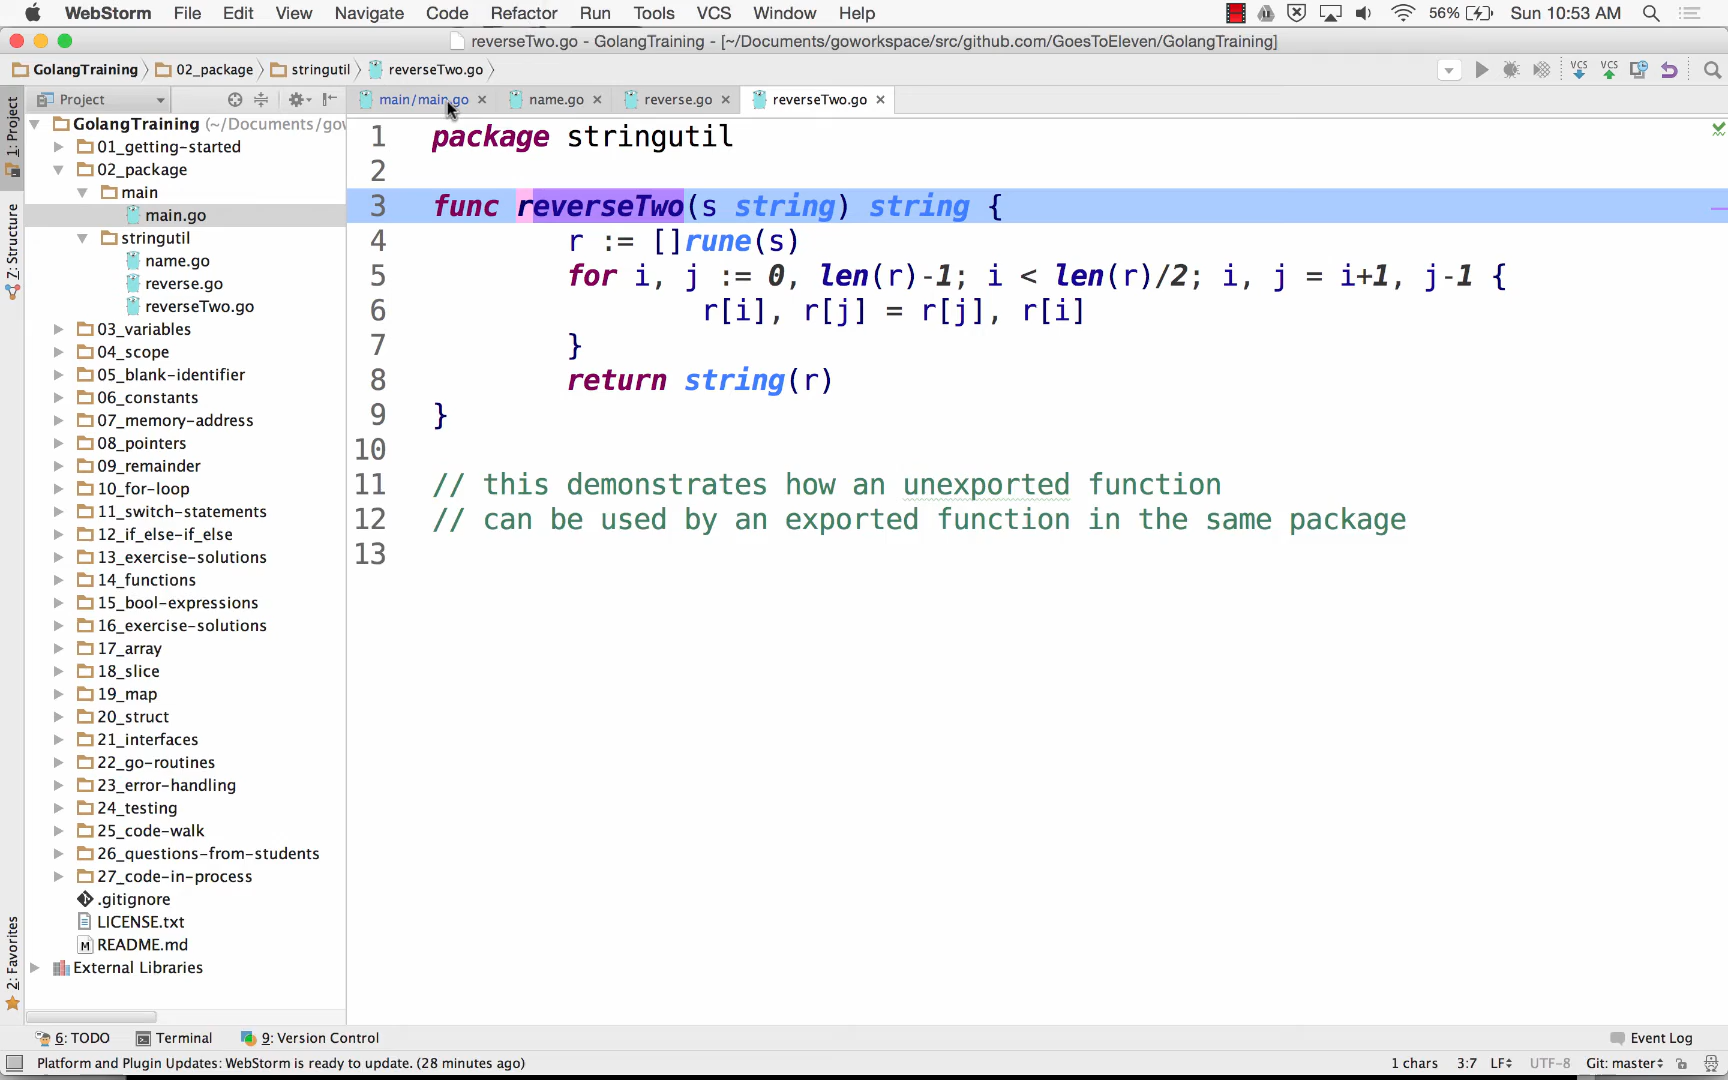 WebStorm File Edit View Navigate Code Refactor Run Tools VCS Window Help 56% Sun 10:53 AM
reverseTwo.go - GolangTraining - [~/Documents/goworkspace/src/github.com/GoesToEleven/GolangTraining]
GolangTraining 02_package stringutil reverseTwo.go VCS VCS
Project main/main.go name.go reverse.go reverseTwo.go
1: Project
Z: Structure
2: Favorites
GolangTraining (~/Documents/go
01_getting-started
02_package
main
main.go
stringutil
name.go
reverse.go
reverseTwo.go
03_variables
04_scope
05_blank-identifier
06_constants
07_memory-address
08_pointers
09_remainder
10_for-loop
11_switch-statements
12_if_else-if_else
13_exercise-solutions
14_functions
15_bool-expressions
16_exercise-solutions
17_array
18_slice
19_map
20_struct
21_interfaces
22_go-routines
23_error-handling
24_testing
25_code-walk
26_questions-from-students
27_code-in-process
.gitignore
LICENSE.txt
README.md
External Libraries
1 package stringutil
2
3 func reverseTwo(s string) string {
4 r := []rune(s)
5 for i, j := 0, len(r)-1; i < len(r)/2; i, j = i+1, j-1 {
6 r[i], r[j] = r[j], r[i]
7 }
8 return string(r)
9 }
10
11 // this demonstrates how an unexported function
12 // can be used by an exported function in the same package
13
6: TODO Terminal 9: Version Control Event Log
Platform and Plugin Updates: WebStorm is ready to update. (28 minutes ago) 1 chars 3:7 LF UTF-8 Git: master